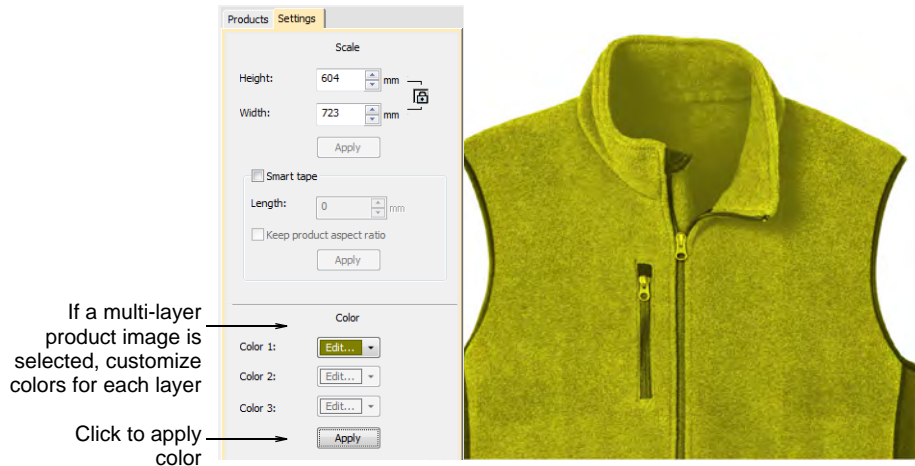 Products Settings
Scale
Height: 604 mm
Width: 723 mm
Apply
Smart tape
Length: 0 mm
Keep product aspect ratio
Apply
If a multi-layer
product image is
selected, customize
colors for each layer
Color
Color 1: Edit...
Color 2: Edit...
Color 3: Edit...
Click to apply
color
Apply